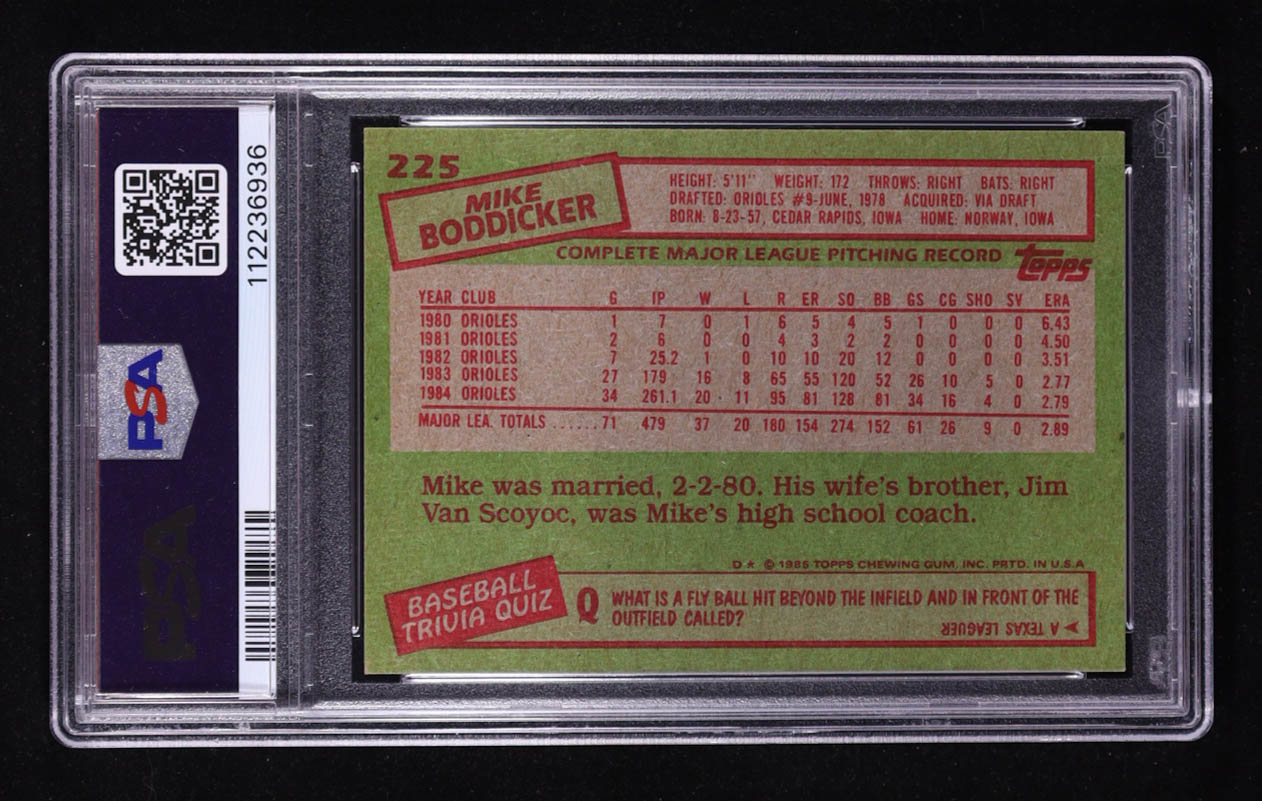 112236936
PSA
PSA
225
MIKE
BODDICKER
HEIGHT: 5'11" WEIGHT: 172 THROWS: RIGHT BATS: RIGHT
DRAFTED: ORIOLES #9-JUNE, 1978 ACQUIRED: VIA DRAFT
BORN: 8-23-57, CEDAR RAPIDS, IOWA HOME: NORWAY, IOWA
COMPLETE MAJOR LEAGUE PITCHING RECORD
Topps
YEAR CLUB G IP W L R ER SO BB GS CG SHO SV ERA
1980 ORIOLES 1 7 0 1 6 5 4 5 1 0 0 0 6.43
1981 ORIOLES 2 6 0 0 4 3 2 2 0 0 0 0 4.50
1982 ORIOLES 7 25.2 1 0 10 10 20 12 0 0 0 0 3.51
1983 ORIOLES 27 179 16 8 65 55 120 52 26 10 5 0 2.77
1984 ORIOLES 34 261.1 20 11 95 81 128 81 34 16 4 0 2.79
MAJOR LEA. TOTALS ......71 479 37 20 180 154 274 152 61 26 9 0 2.89
Mike was married, 2-2-80. His wife's brother, Jim
Van Scoyoc, was Mike's high school coach.
D★ © 1985 TOPPS CHEWING GUM, INC. PRTD. IN U.S.A
BASEBALL
TRIVIA QUIZ
Q WHAT IS A FLY BALL HIT BEYOND THE INFIELD AND IN FRONT OF THE
OUTFIELD CALLED?
A TEXAS LEAGUER
PSA